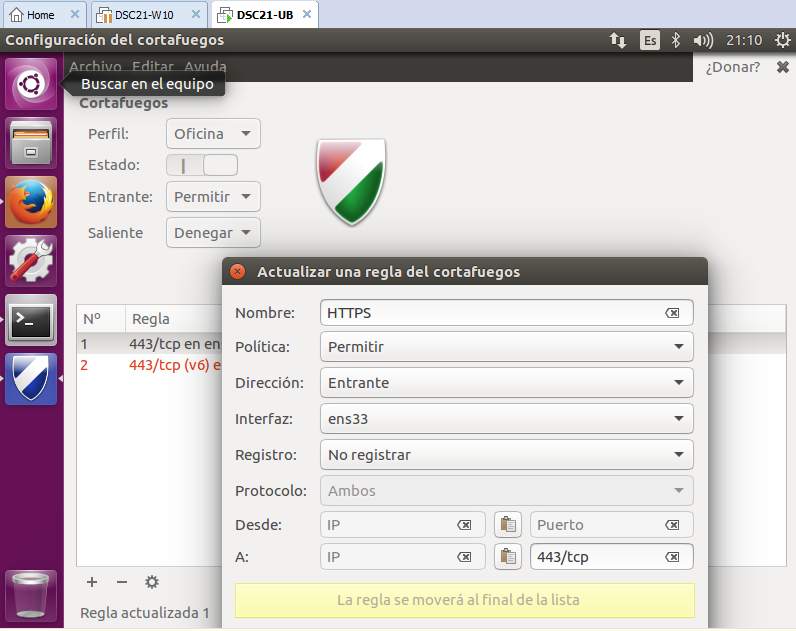 Home DSC21-W10 DSC21-UB
Configuración del cortafuegos Es 21:10
Archivo Editar Ayuda ¿Donar?
Buscar en el equipo
Cortafuegos
Perfil: Oficina
Estado:
Entrante: Permitir
Saliente Denegar
Actualizar una regla del cortafuegos
Nº Regla
1 443/tcp en en
2 443/tcp (v6) e
Nombre: HTTPS
Política: Permitir
Dirección: Entrante
Interfaz: ens33
Registro: No registrar
Protocolo: Ambos
Desde: IP Puerto
A: IP 443/tcp
La regla se moverá al final de la lista
Regla actualizada 1